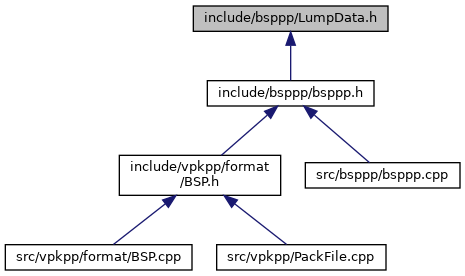 include/bsppp/LumpData.h
include/bsppp/bsppp.h
include/vpkpp/format
/BSP.h
src/bsppp/bsppp.cpp
src/vpkpp/format/BSP.cpp
src/vpkpp/PackFile.cpp